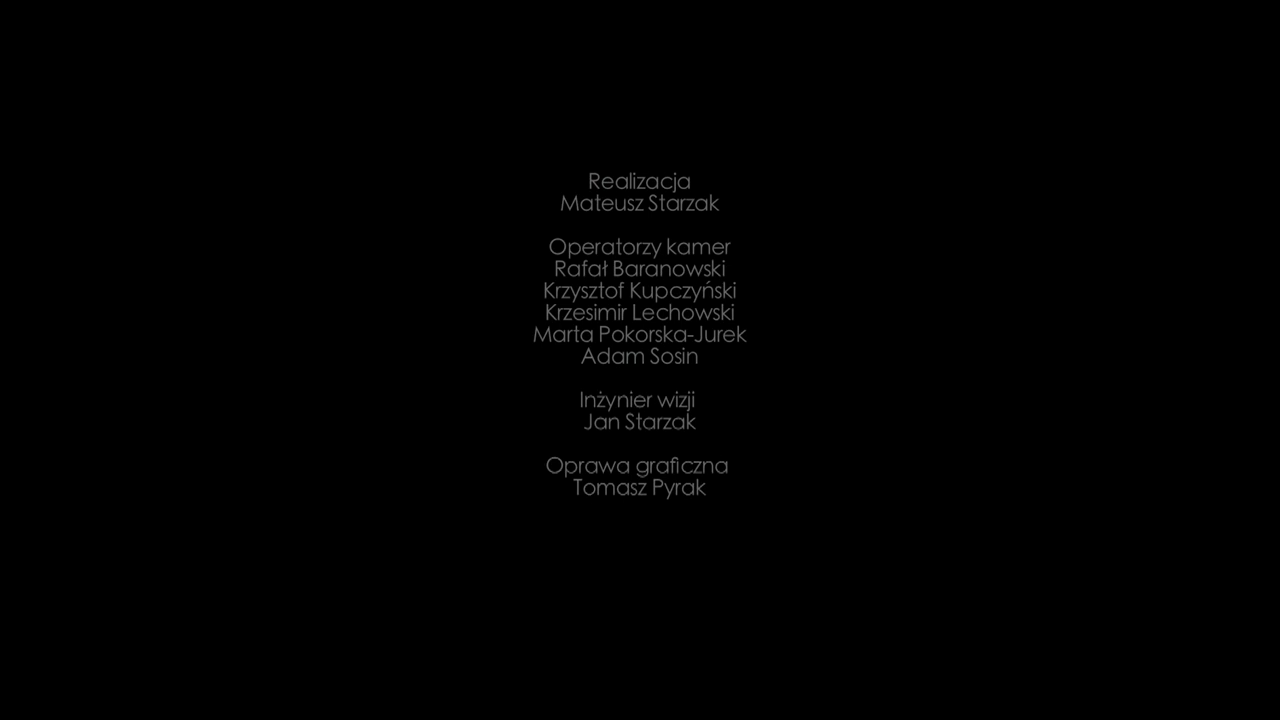 Realizacja
Mateusz Starzak
Operatorzy kamer
Rafał Baranowski
Krzysztof Kupczyński
Krzesimir Lechowski
Marta Pokorska-Jurek
Adam Sosin
Inżynier wizji
Jan Starzak
Oprawa graficzna
Tomasz Pyrak